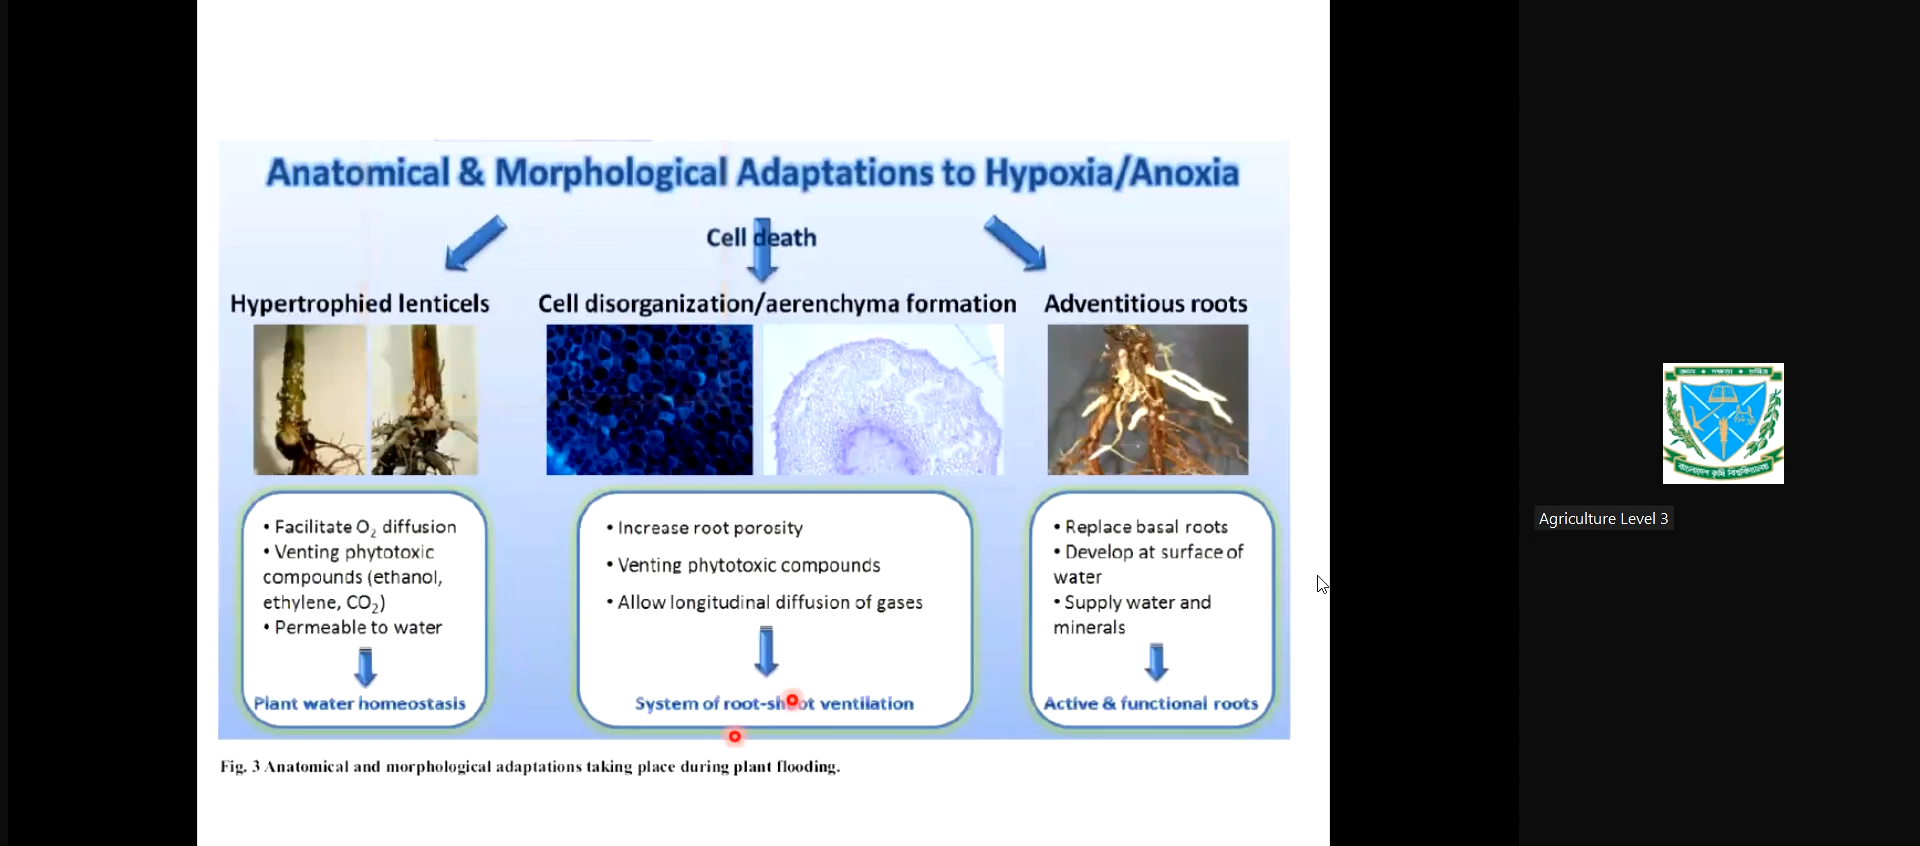 Anatomical & Morphological Adaptations to Hypoxia/Anoxia
Cell death
Hypertrophied lenticels
Cell disorganization/aerenchyma formation
Adventitious roots
• Facilitate O₂ diffusion
• Venting phytotoxic
compounds (ethanol,
ethylene, CO₂)
• Permeable to water
Plant water homeostasis
• Increase root porosity
• Venting phytotoxic compounds
• Allow longitudinal diffusion of gases
System of root-shoot ventilation
• Replace basal roots
• Develop at surface of
water
• Supply water and
minerals
Active & functional roots
Fig. 3 Anatomical and morphological adaptations taking place during plant flooding.
বাংলাদেশ কৃষি বিশ্ববিদ্যালয়
Agriculture Level 3